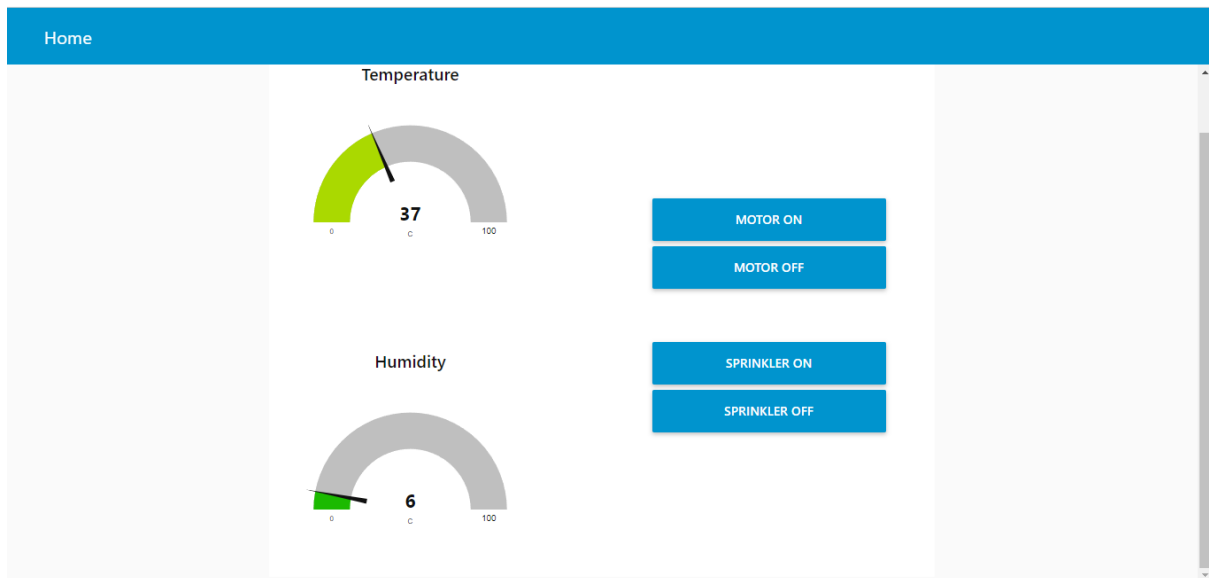 Home
Temperature
37
0
C
100
MOTOR ON
MOTOR OFF
Humidity
6
0
C
100
SPRINKLER ON
SPRINKLER OFF